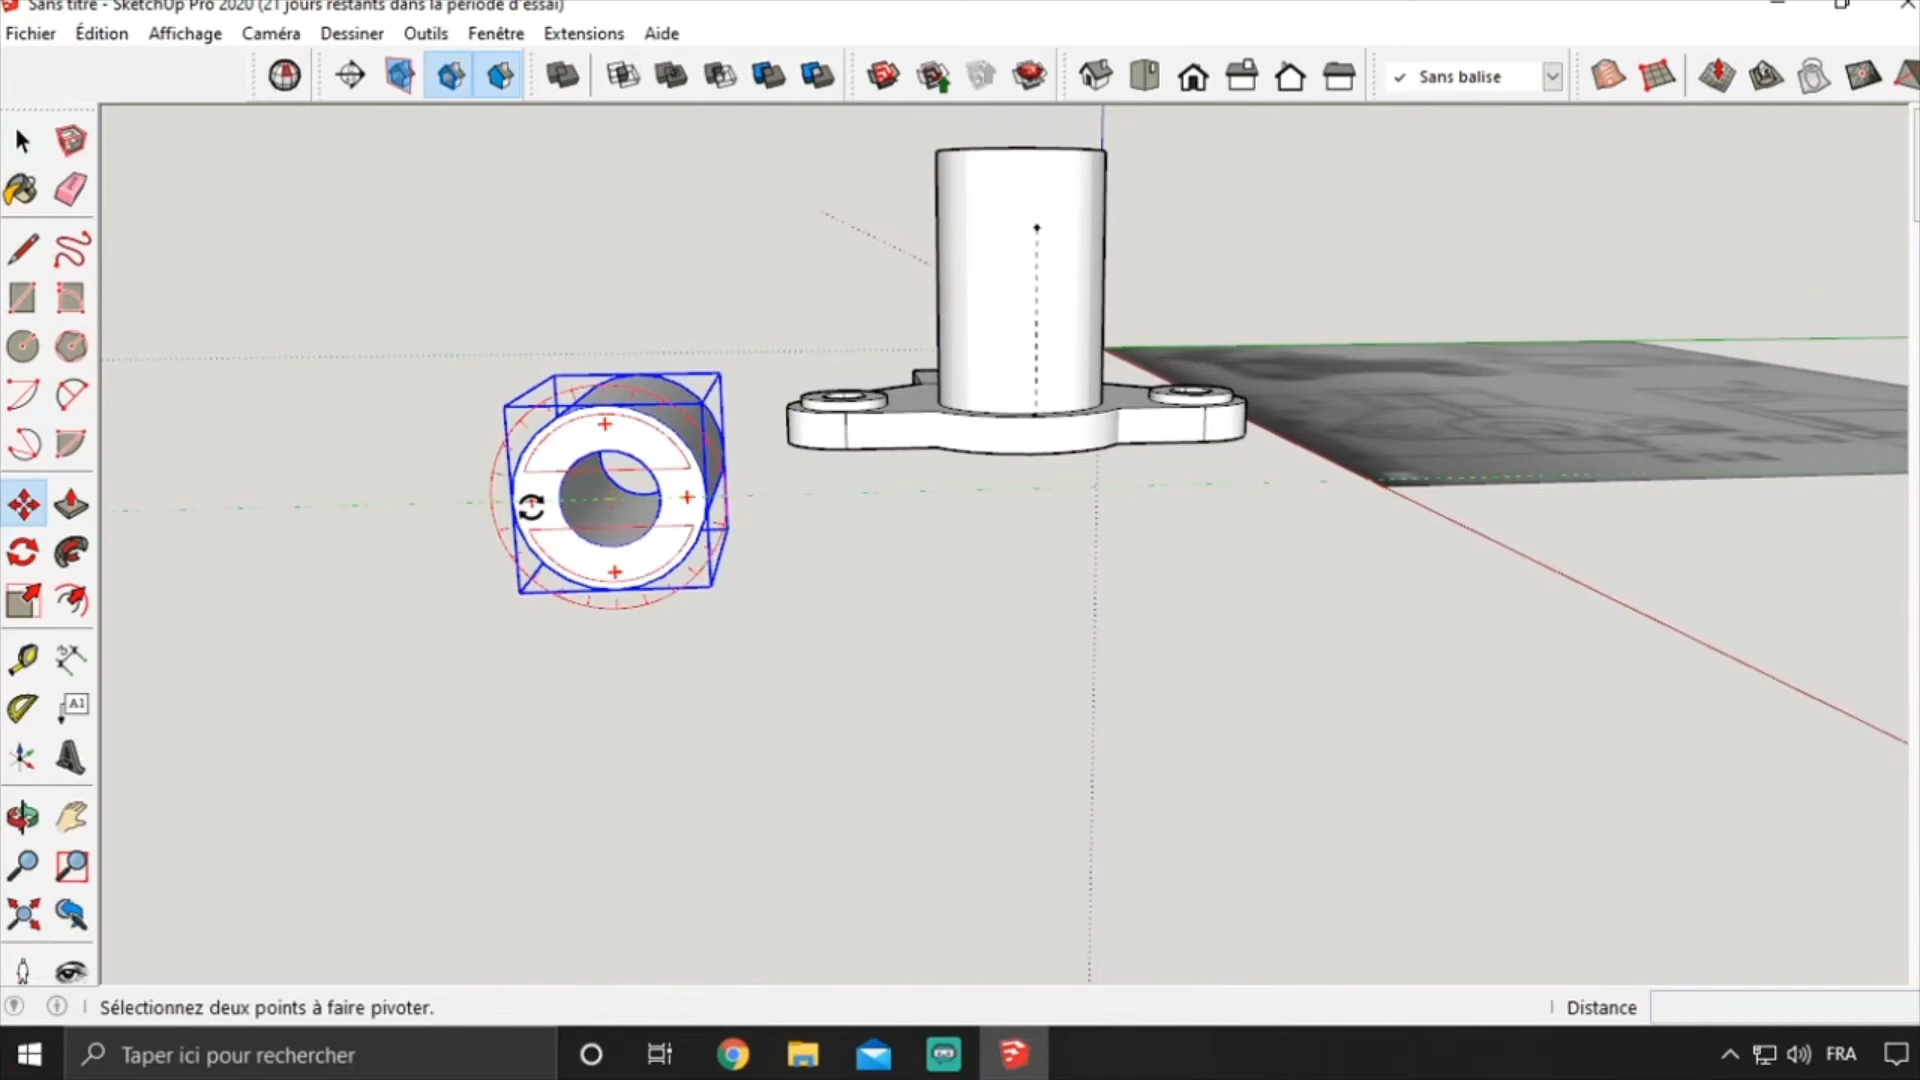 Sans titre - SketchUp Pro 2020 (21 jours restants dans la période d'essai)
Fichier Édition Affichage Caméra Dessiner Outils Fenêtre Extensions Aide
✓ Sans balise
A1
Sélectionnez deux points à faire pivoter.
Distance
Taper ici pour rechercher
FRA